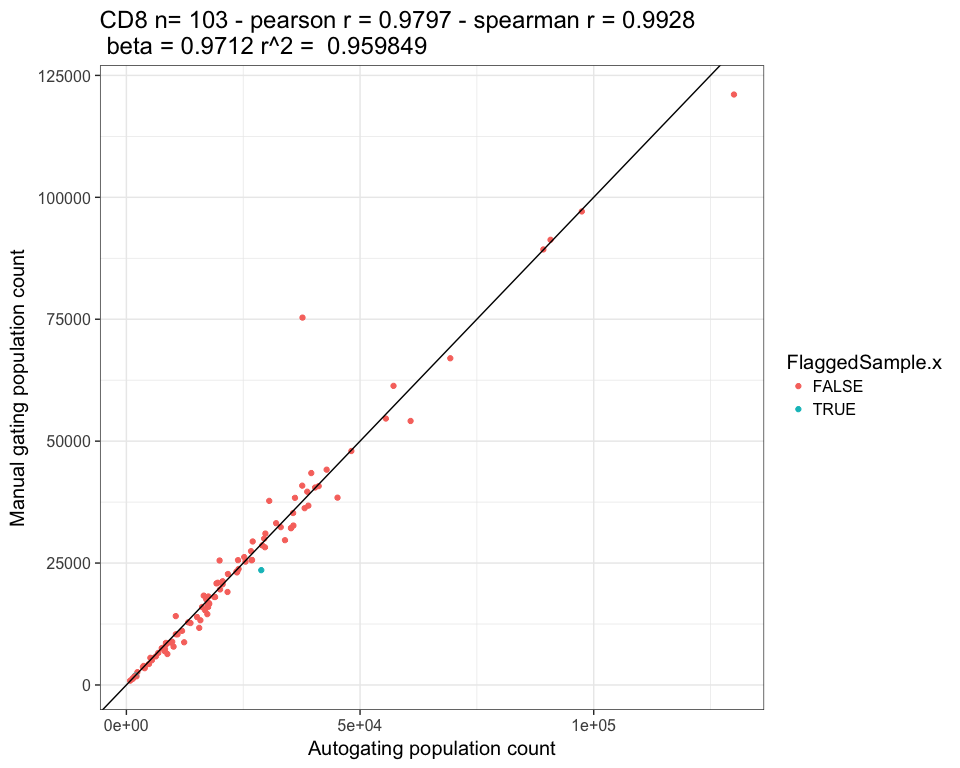 CD8 n= 103 - pearson r = 0.9797 - spearman r = 0.9928
beta = 0.9712 r^2 =  0.959849
125000
100000
75000
50000
25000
0
Manual gating population count
0e+00
5e+04
1e+05
Autogating population count
FlaggedSample.x
FALSE
TRUE